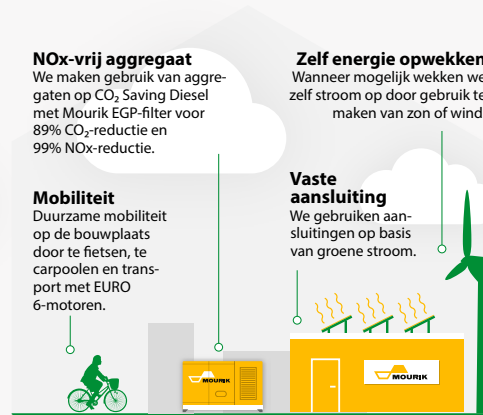 NOx-vrij aggregaat
We maken gebruik van aggre-
gaten op CO₂ Saving Diesel
met Mourik EGP-filter voor
89% CO₂-reductie en
99% NOx-reductie.
Zelf energie opwekken
Wanneer mogelijk wekken we
zelf stroom op door gebruik te
maken van zon of wind
Mobiliteit
Duurzame mobiliteit
op de bouwplaats
door te fietsen, te
carpoolen en trans-
port met EURO
6-motoren.
Vaste
aansluiting
We gebruiken aan-
sluitingen op basis
van groene stroom.
MOURIK
MOURIK